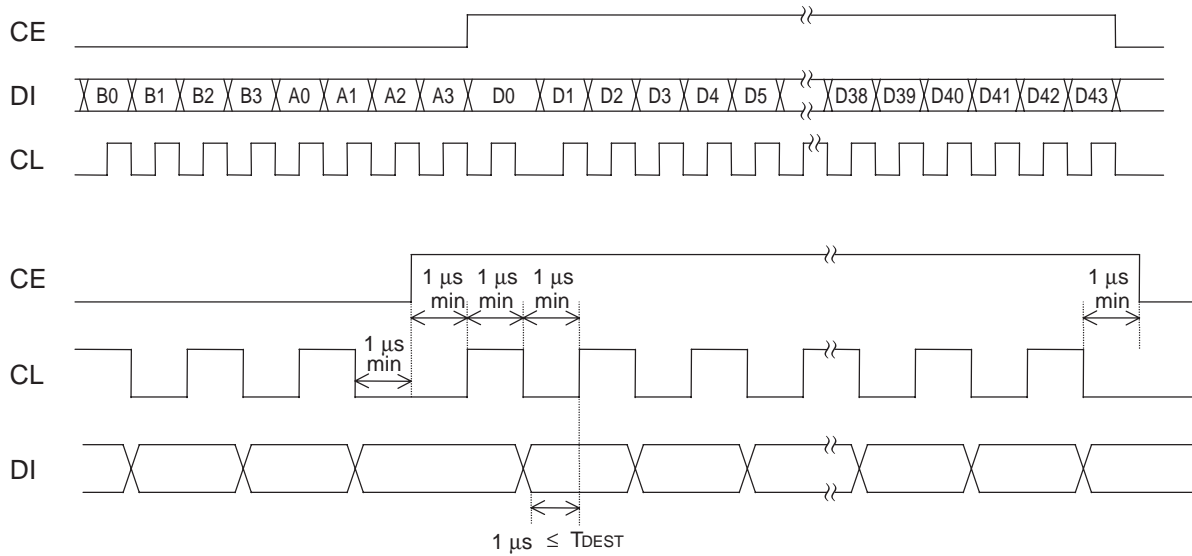 CE
DI B0 B1 B2 B3 A0 A1 A2 A3 D0 D1 D2 D3 D4 D5 D38 D39 D40 D41 D42 D43
CL
CE
1 μs 1 μs 1 μs 1 μs
min min min min
1 μs
min
CL
DI
1 μs ≤ TDEST